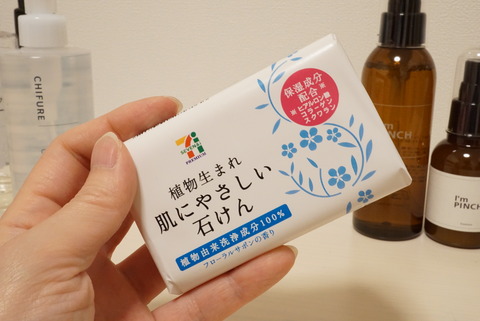 CHIFURE
保湿成分
配合
※ヒアルロン酸
コラーゲン
スクワラン
7
SEVEN&i
PREMIUM
植物生まれ
肌にやさしい
石けん
植物由来洗浄成分100%
フローラルサボンの香り
I'm
PINCH
I'm
PINCH